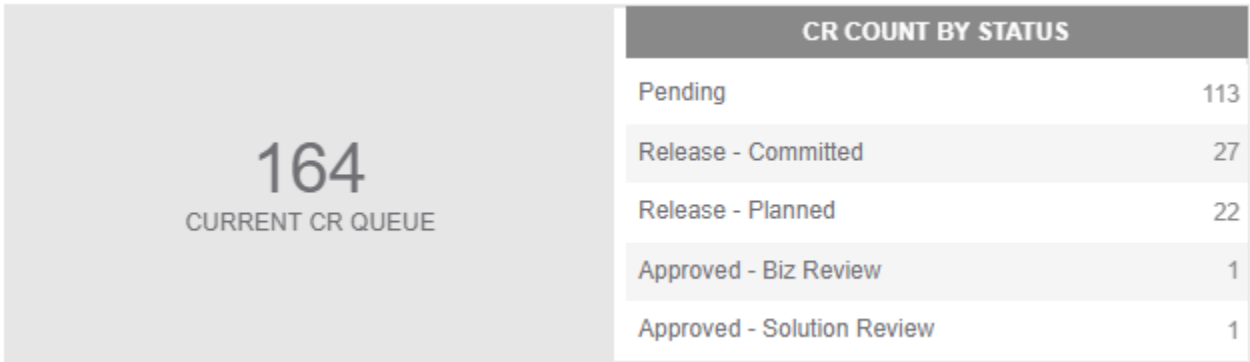 164
CURRENT CR QUEUE
CR COUNT BY STATUS
Pending 113
Release - Committed 27
Release - Planned 22
Approved - Biz Review 1
Approved - Solution Review 1